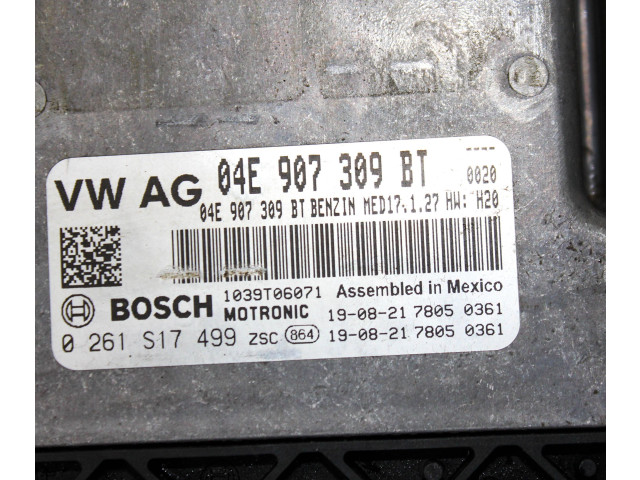 VW AG 04E 907 309 BT ---- 0020
04E 907 309 BT BENZIN MED17.1.27 HW: H20
BOSCH 1039T06071 Assembled in Mexico
MOTRONIC 19-08-21 7805 0361
0 261 S17 499 ZSC 864 19-08-21 7805 0361